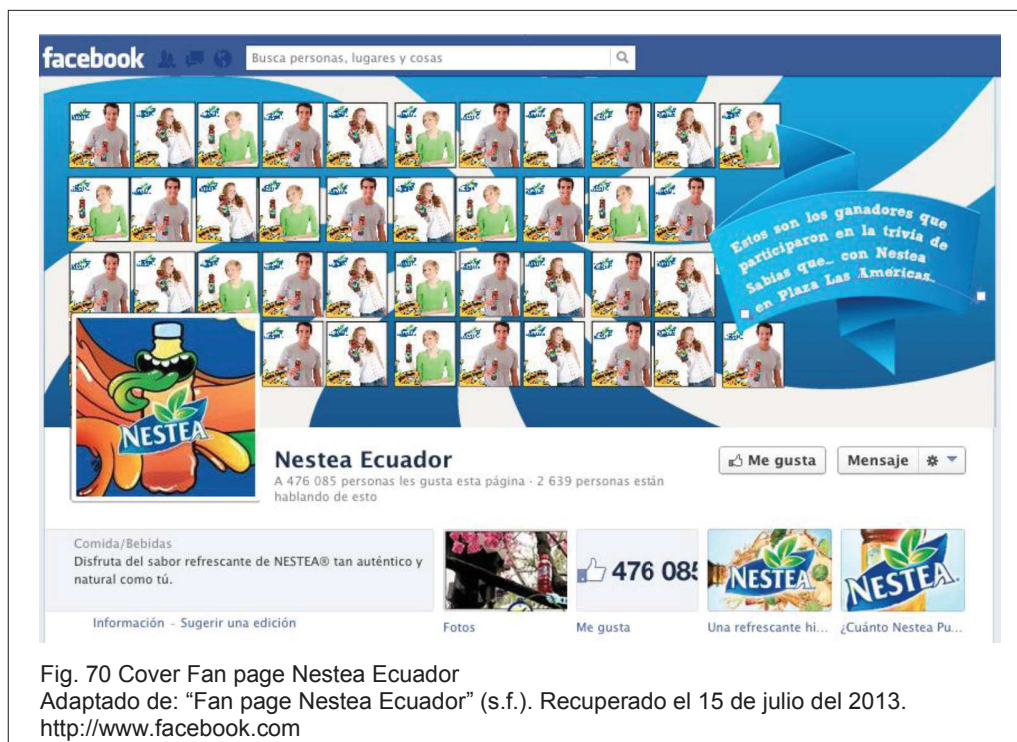 facebook
Busca personas, lugares y cosas
Estos son los ganadores que
participaron en la trivia de
Sabias que... con Nestea
en Plaza Las Américas..
NESTEA
Nestea Ecuador
A 476 085 personas les gusta esta página · 2 639 personas están
hablando de esto
Me gusta
Mensaje
Comida/Bebidas
Disfruta del sabor refrescante de NESTEA® tan auténtico y
natural como tú.
Información - Sugerir una edición
476 085
NESTEA
NESTEA
Fotos
Me gusta
Una refrescante hi...
¿Cuánto Nestea Pu...
Fig. 70 Cover Fan page Nestea Ecuador
Adaptado de: “Fan page Nestea Ecuador” (s.f.). Recuperado el 15 de julio del 2013.
http://www.facebook.com